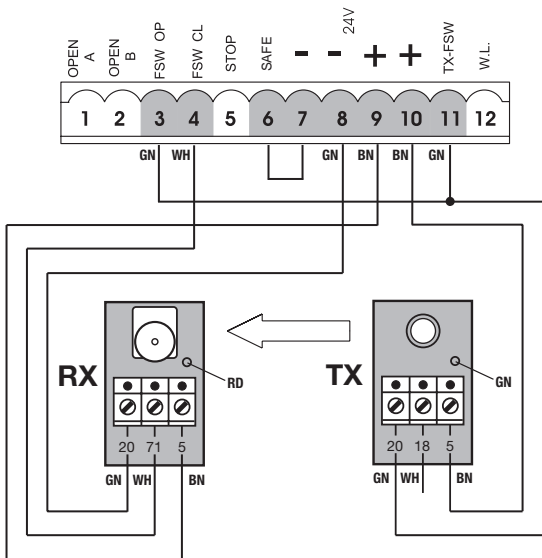 OPEN A
OPEN B
FSW OP
FSW CL
STOP
SAFE
-
-
24V
+
+
TX-FSW
W.L.
1 2 3 4 5 6 7 8 9 10 11 12
GN WH GN BN BN GN
RX
RD
TX
GN
20 71 5
GN WH BN
20 18 5
GN WH BN